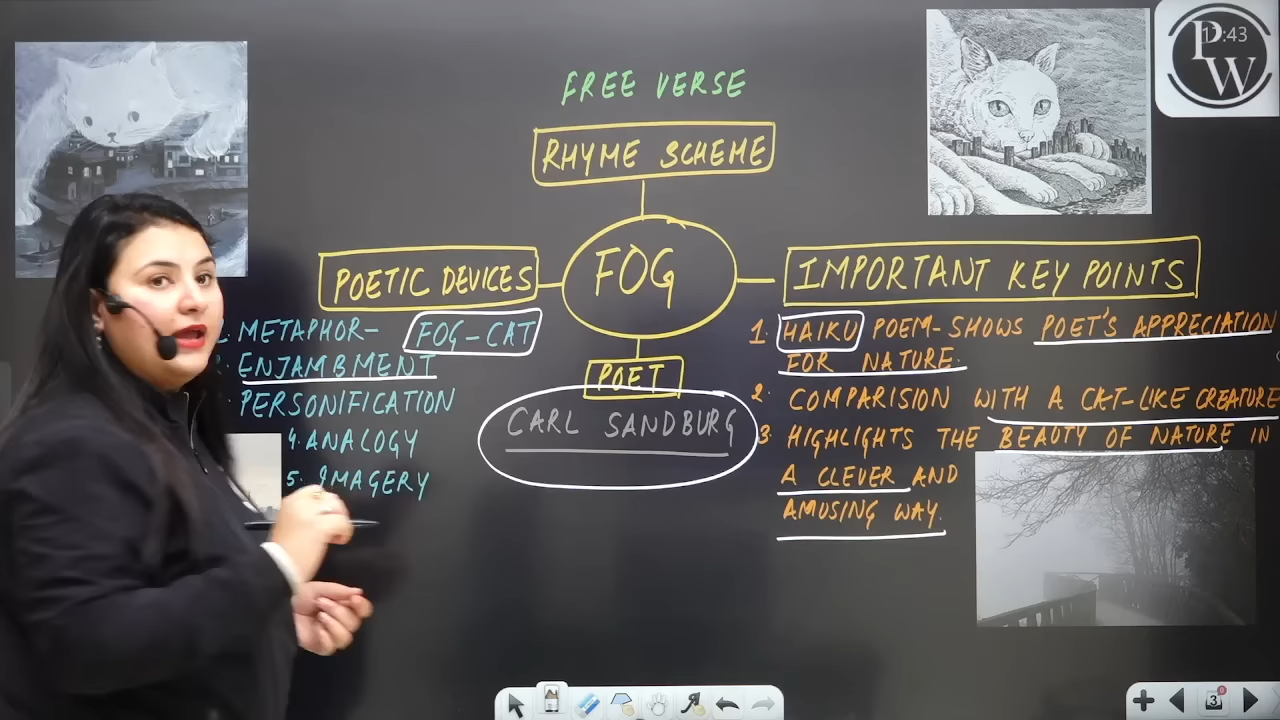 17:43
PW
FREE VERSE
RHYME SCHEME
FOG
POETIC DEVICES
METAPHOR- FOG-CAT
ENJAMBMENT
PERSONIFICATION
4. ANALOGY
5. IMAGERY
POET
CARL SANDBURG
IMPORTANT KEY POINTS
1. HAIKU POEM-SHOWS POET'S APPRECIATION
FOR NATURE.
2. COMPARISION WITH A CAT-LIKE CREATURE
3. HIGHLIGHTS THE BEAUTY OF NATURE IN
A CLEVER AND
AMUSING WAY.
3